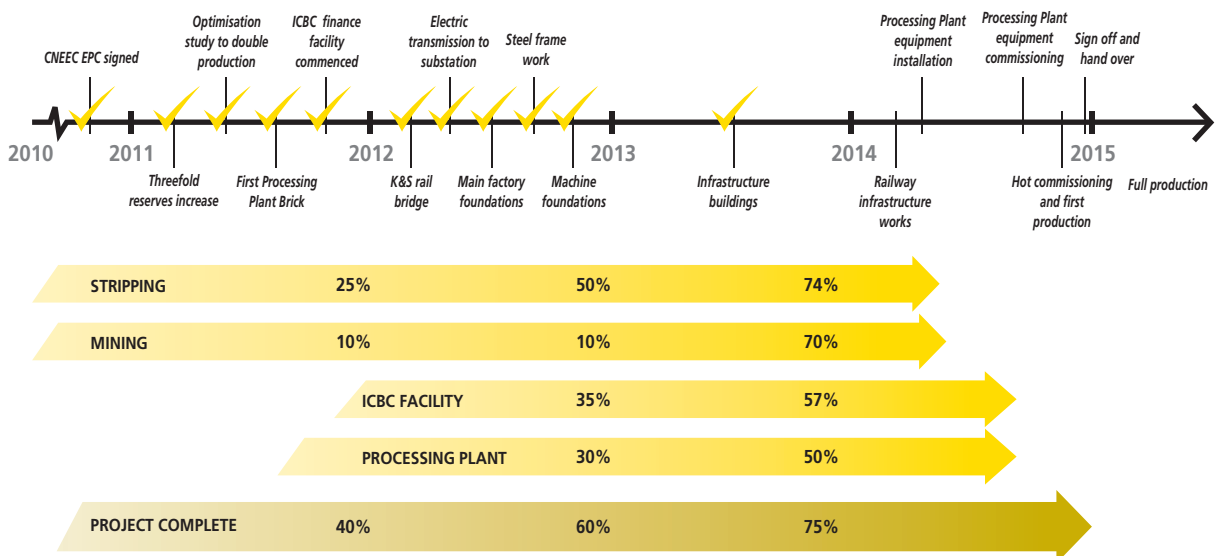 CNEEC EPC signed
Optimisation
study to double
production
ICBC finance
facility
commenced
Electric
transmission to
substation
Steel frame
work
Processing Plant
equipment
installation
Processing Plant
equipment
commissioning
Sign off and
hand over
2010
2011
2012
2013
2014
2015
Threefold
reserves increase
First Processing
Plant Brick
K&S rail
bridge
Main factory
foundations
Machine
foundations
Infrastructure
buildings
Railway
infrastructure
works
Hot commissioning
and first
production
Full production
STRIPPING 25% 50% 74%
MINING 10% 10% 70%
ICBC FACILITY 35% 57%
PROCESSING PLANT 30% 50%
PROJECT COMPLETE 40% 60% 75%